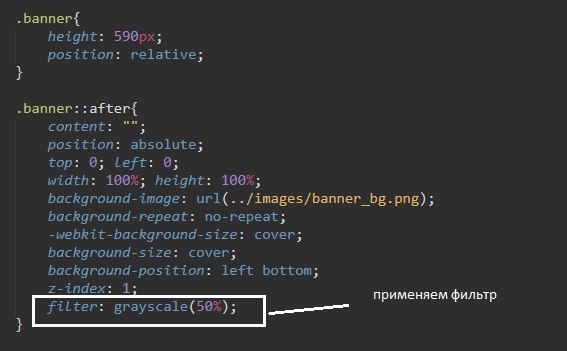 .banner{
height: 590px;
position: relative;
}
.banner::after{
content: "";
position: absolute;
top: 0; left: 0;
width: 100%; height: 100%;
background-image: url(../images/banner_bg.png);
background-repeat: no-repeat;
-webkit-background-size: cover;
background-size: cover;
background-position: left bottom;
z-index: 1;
filter: grayscale(50%);
}
применяем фильтр